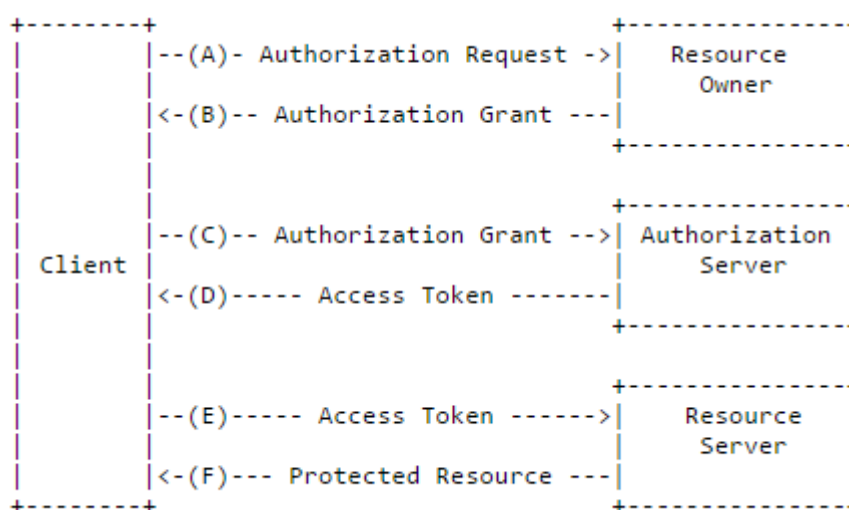 +--------+                               +---------------
|        |--(A)- Authorization Request ->|   Resource
|        |                               |     Owner
|        |<-(B)-- Authorization Grant ---|
|        |                               +---------------
|        |
|        |                               +---------------
|        |--(C)-- Authorization Grant -->| Authorization
| Client |                               |     Server
|        |<-(D)----- Access Token -------|
|        |                               +---------------
|        |
|        |                               +---------------
|        |--(E)----- Access Token ------>|    Resource
|        |                               |     Server
|        |<-(F)--- Protected Resource ---|
+--------+                               +---------------